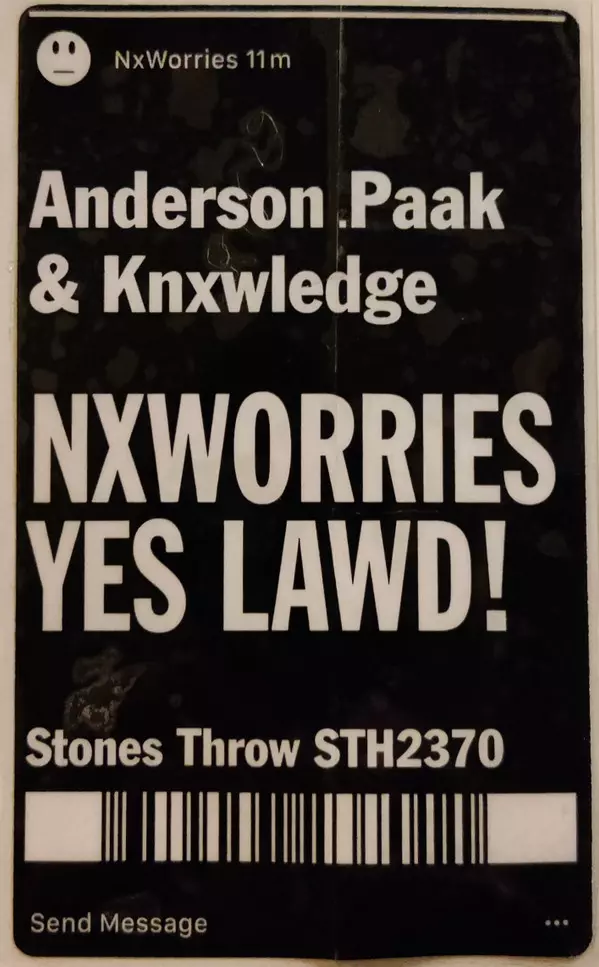 NxWorries 11m
Anderson .Paak
& Knxwledge
NXWORRIES
YES LAWD!
Stones Throw STH2370
Send Message